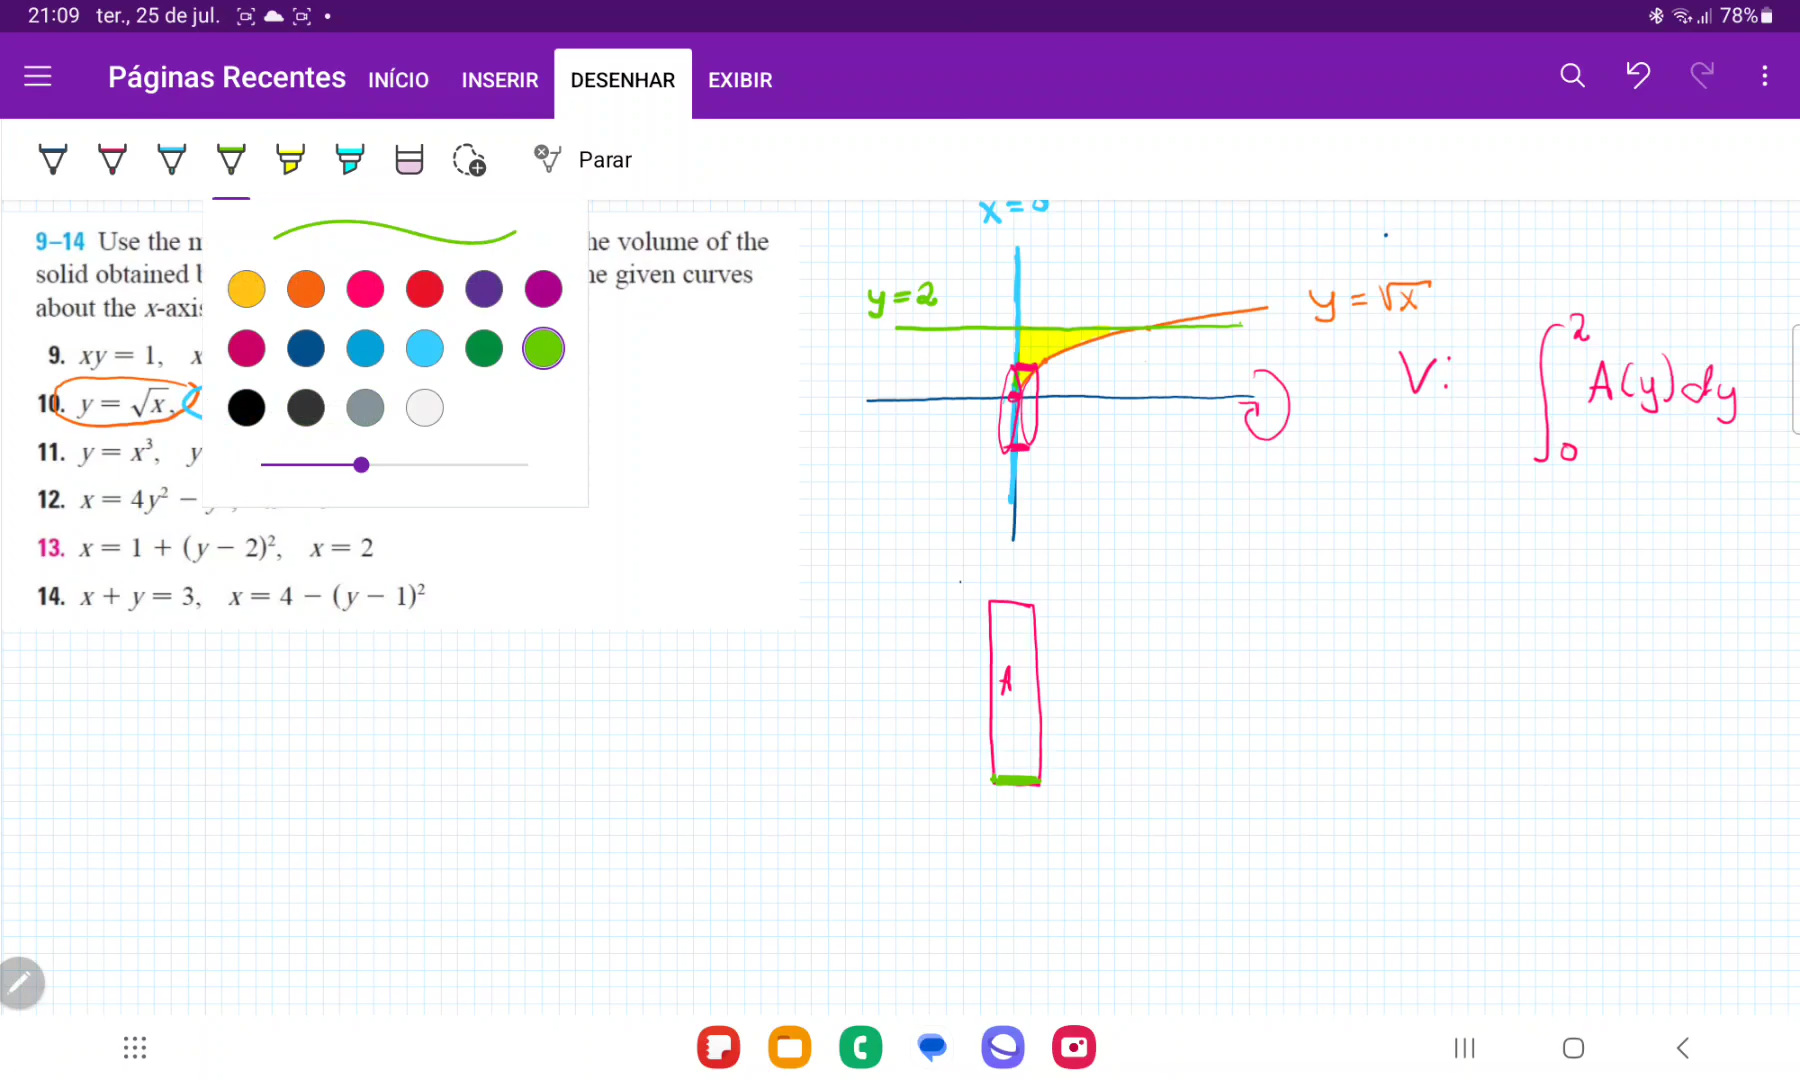 21:09 ter., 25 de jul.
78%
Páginas Recentes INÍCIO INSERIR DESENHAR EXIBIR
Parar
9–14 Use the he volume of the
solid obtained given curves
about the x-axis
9. xy = 1, x
10. y = √x,
11. y = x³, y
12. x = 4y² −
13. x = 1 + (y − 2)², x = 2
14. x + y = 3, x = 4 − (y − 1)²
x = 0
y = 2
y = √x
V: ∫₀² A(y)dy
A